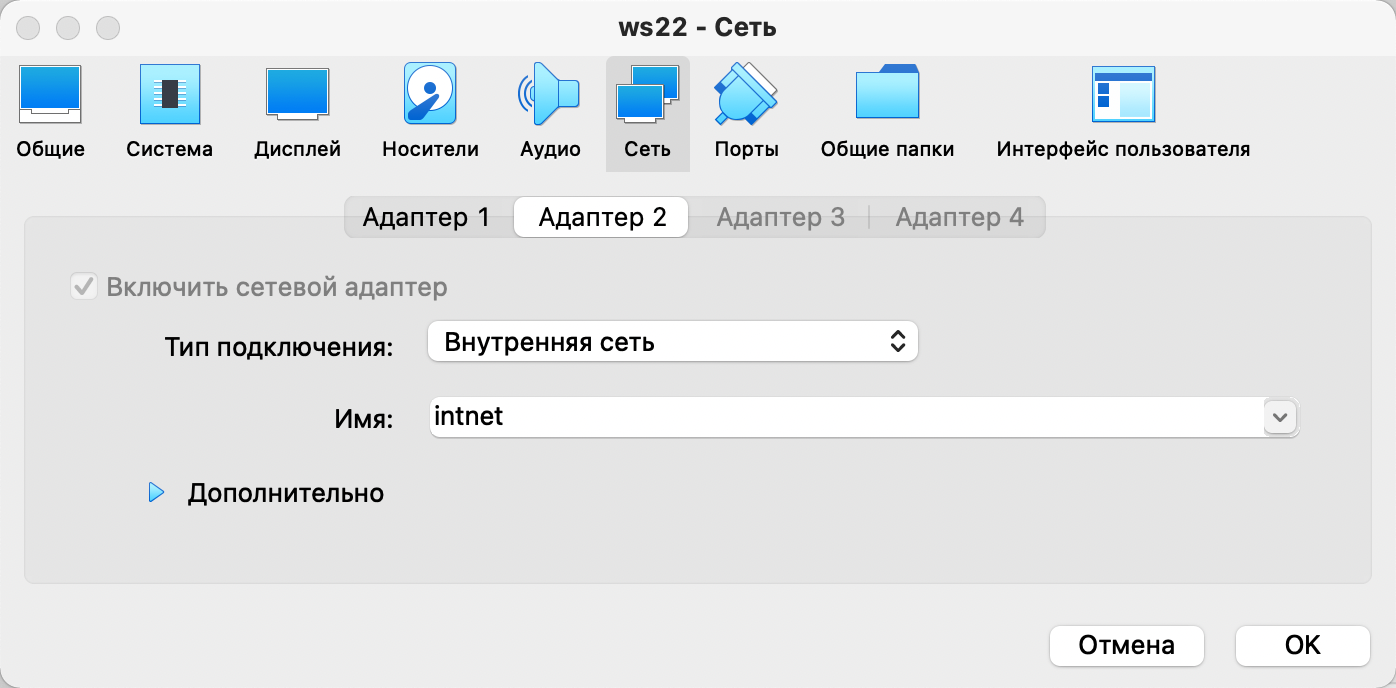 ws22 - Сеть
Общие Система Дисплей Носители Аудио Сеть Порты Общие папки Интерфейс пользователя
Адаптер 1 Адаптер 2 Адаптер 3 Адаптер 4
Включить сетевой адаптер
Тип подключения: Внутренняя сеть
Имя: intnet
Дополнительно
Отмена OK